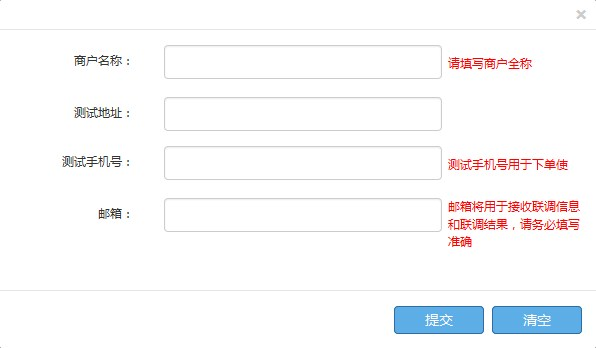 ×
商户名称：
请填写商户全称
测试地址：
测试手机号：
测试手机号用于下单使
邮箱：
邮箱将用于接收联调信息
和联调结果，请务必填写
准确
提交
清空